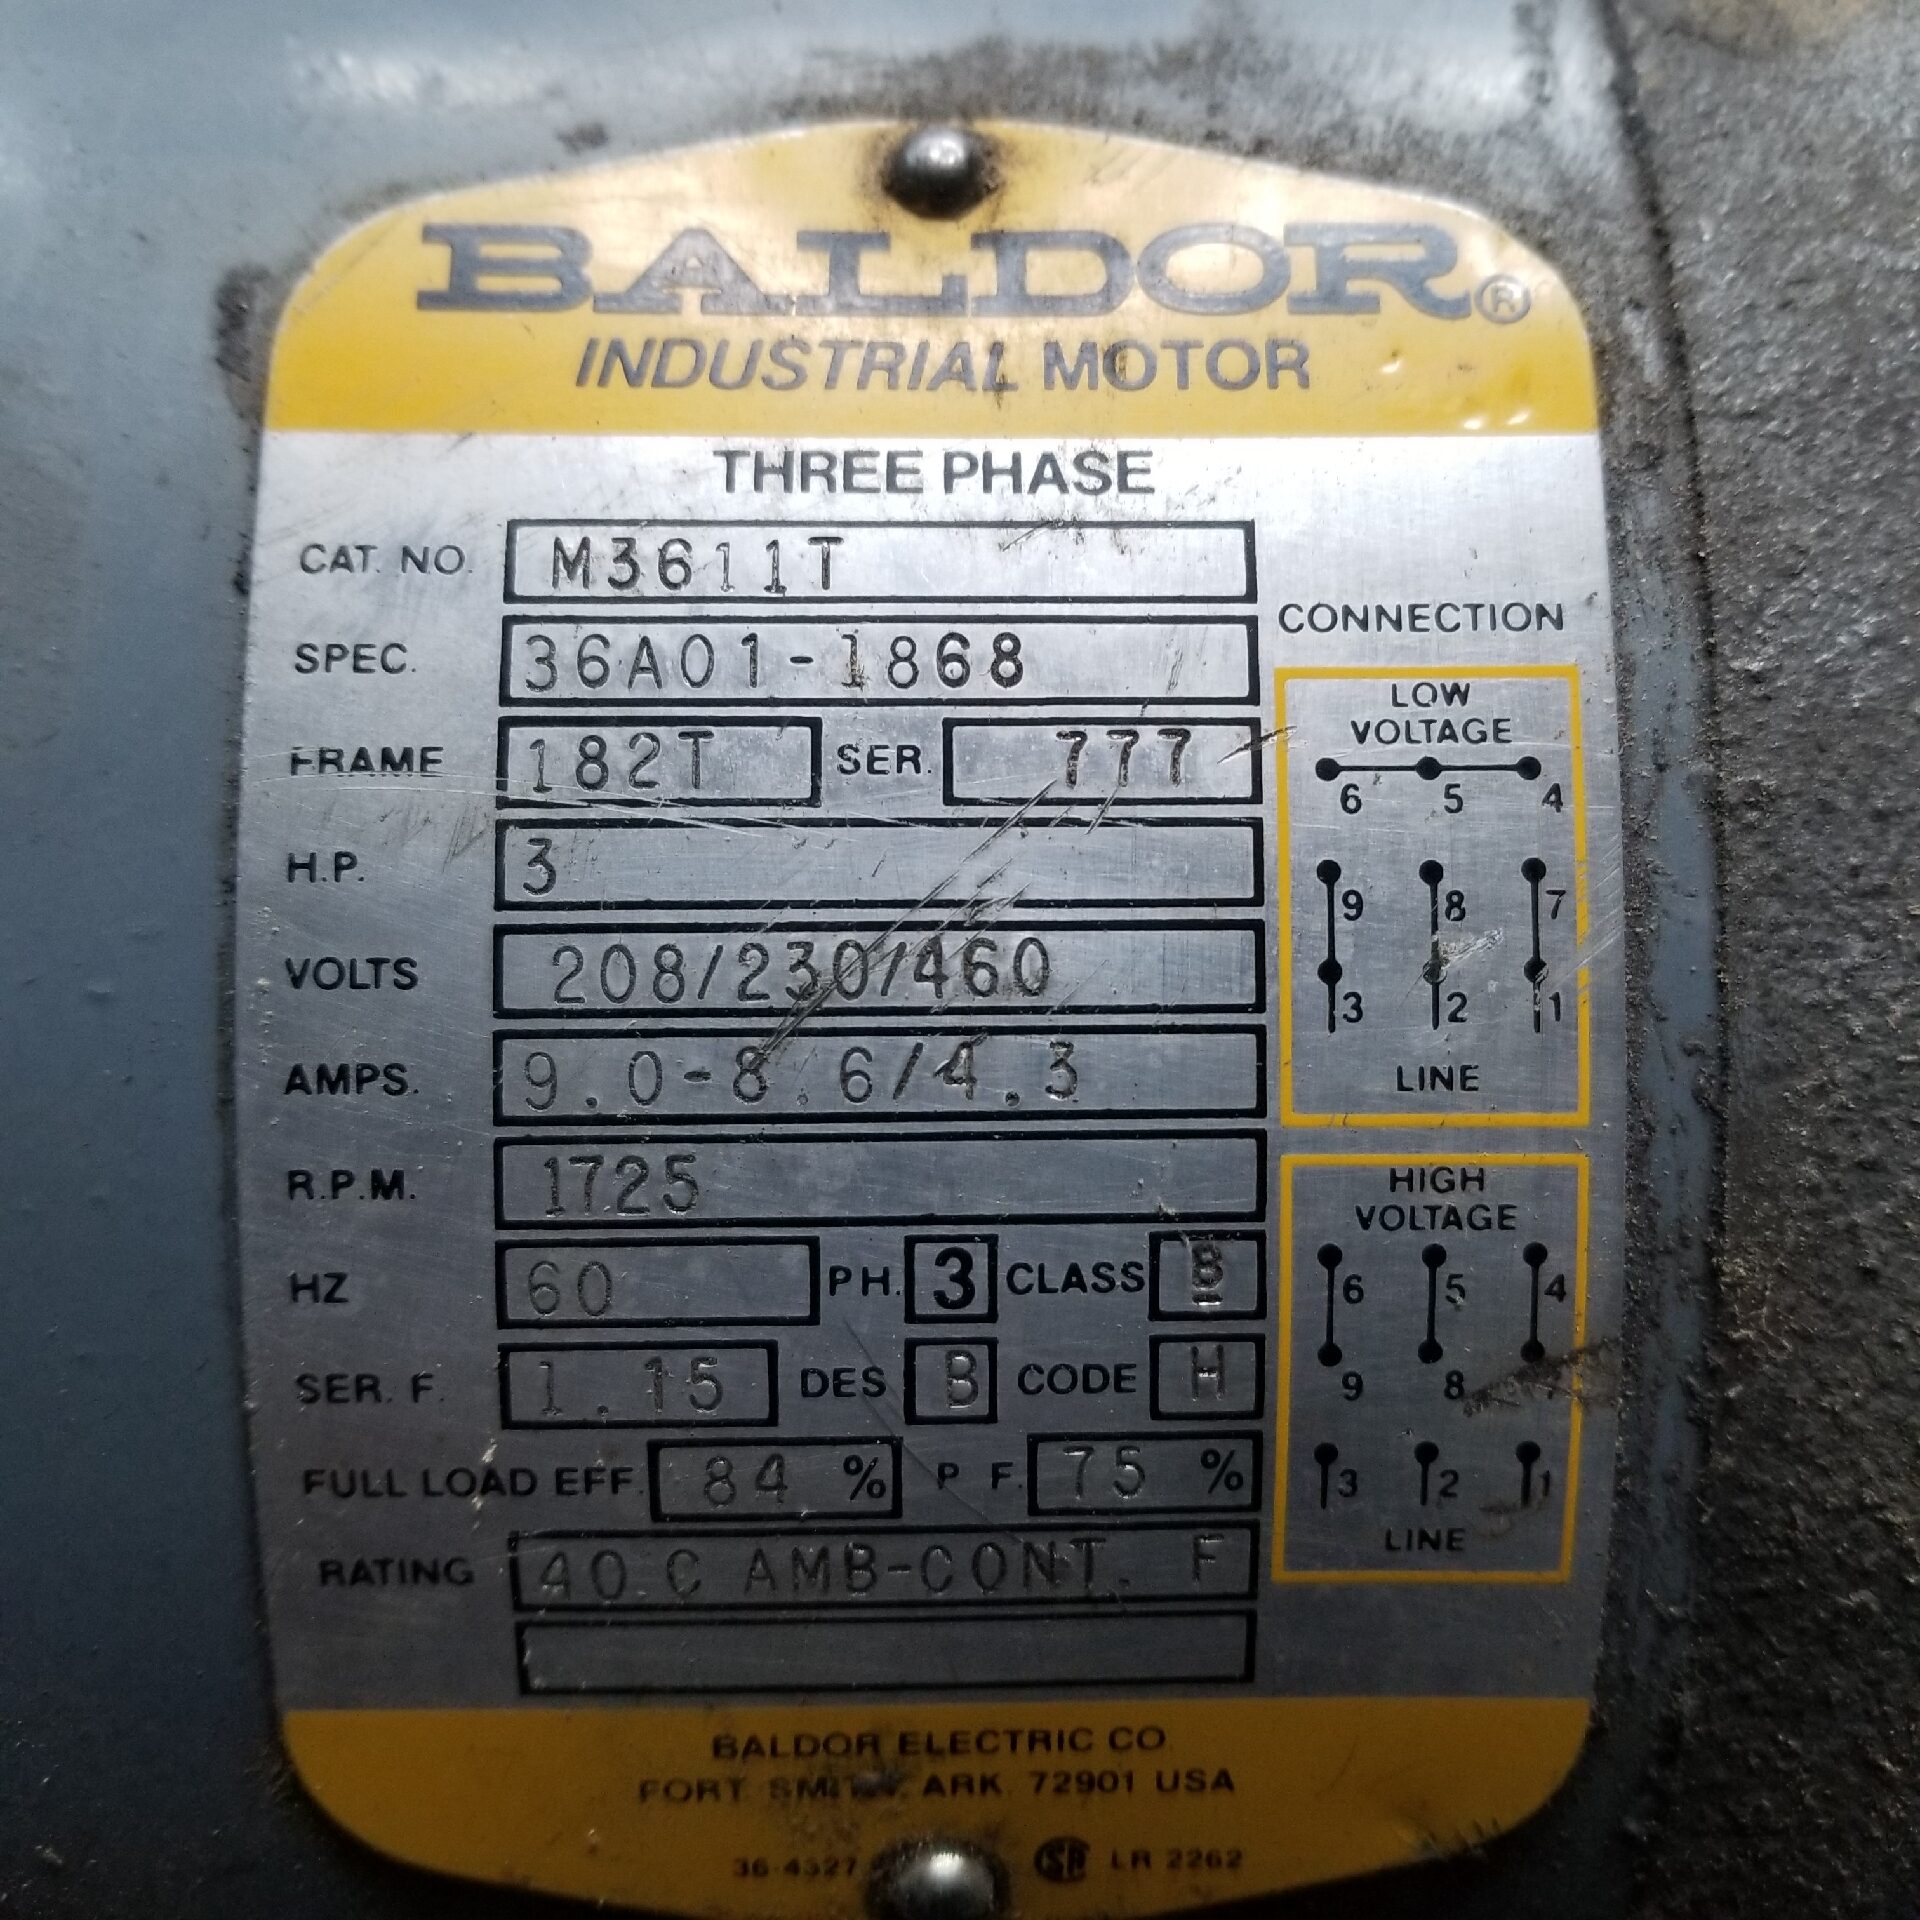 BALDOR®
INDUSTRIAL MOTOR
THREE PHASE
CAT. NO. M3611T
SPEC. 36A01-1868
FRAME 182T SER. 777
H.P. 3
VOLTS 208/230/460
AMPS. 9.0-8.6/4.3
R.P.M. 1725
HZ 60 PH. 3 CLASS B
SER. F. 1.15 DES B CODE H
FULL LOAD EFF. 84 % P F. 75 %
RATING 40 C AMB-CONT. F
CONNECTION
LOW
VOLTAGE
6 5 4
9 8 7
3 2 1
LINE
HIGH
VOLTAGE
6 5 4
9 8
3 2 1
LINE
BALDOR ELECTRIC CO
FORT SMITH, ARK. 72901 USA
36-4327 LR 2262